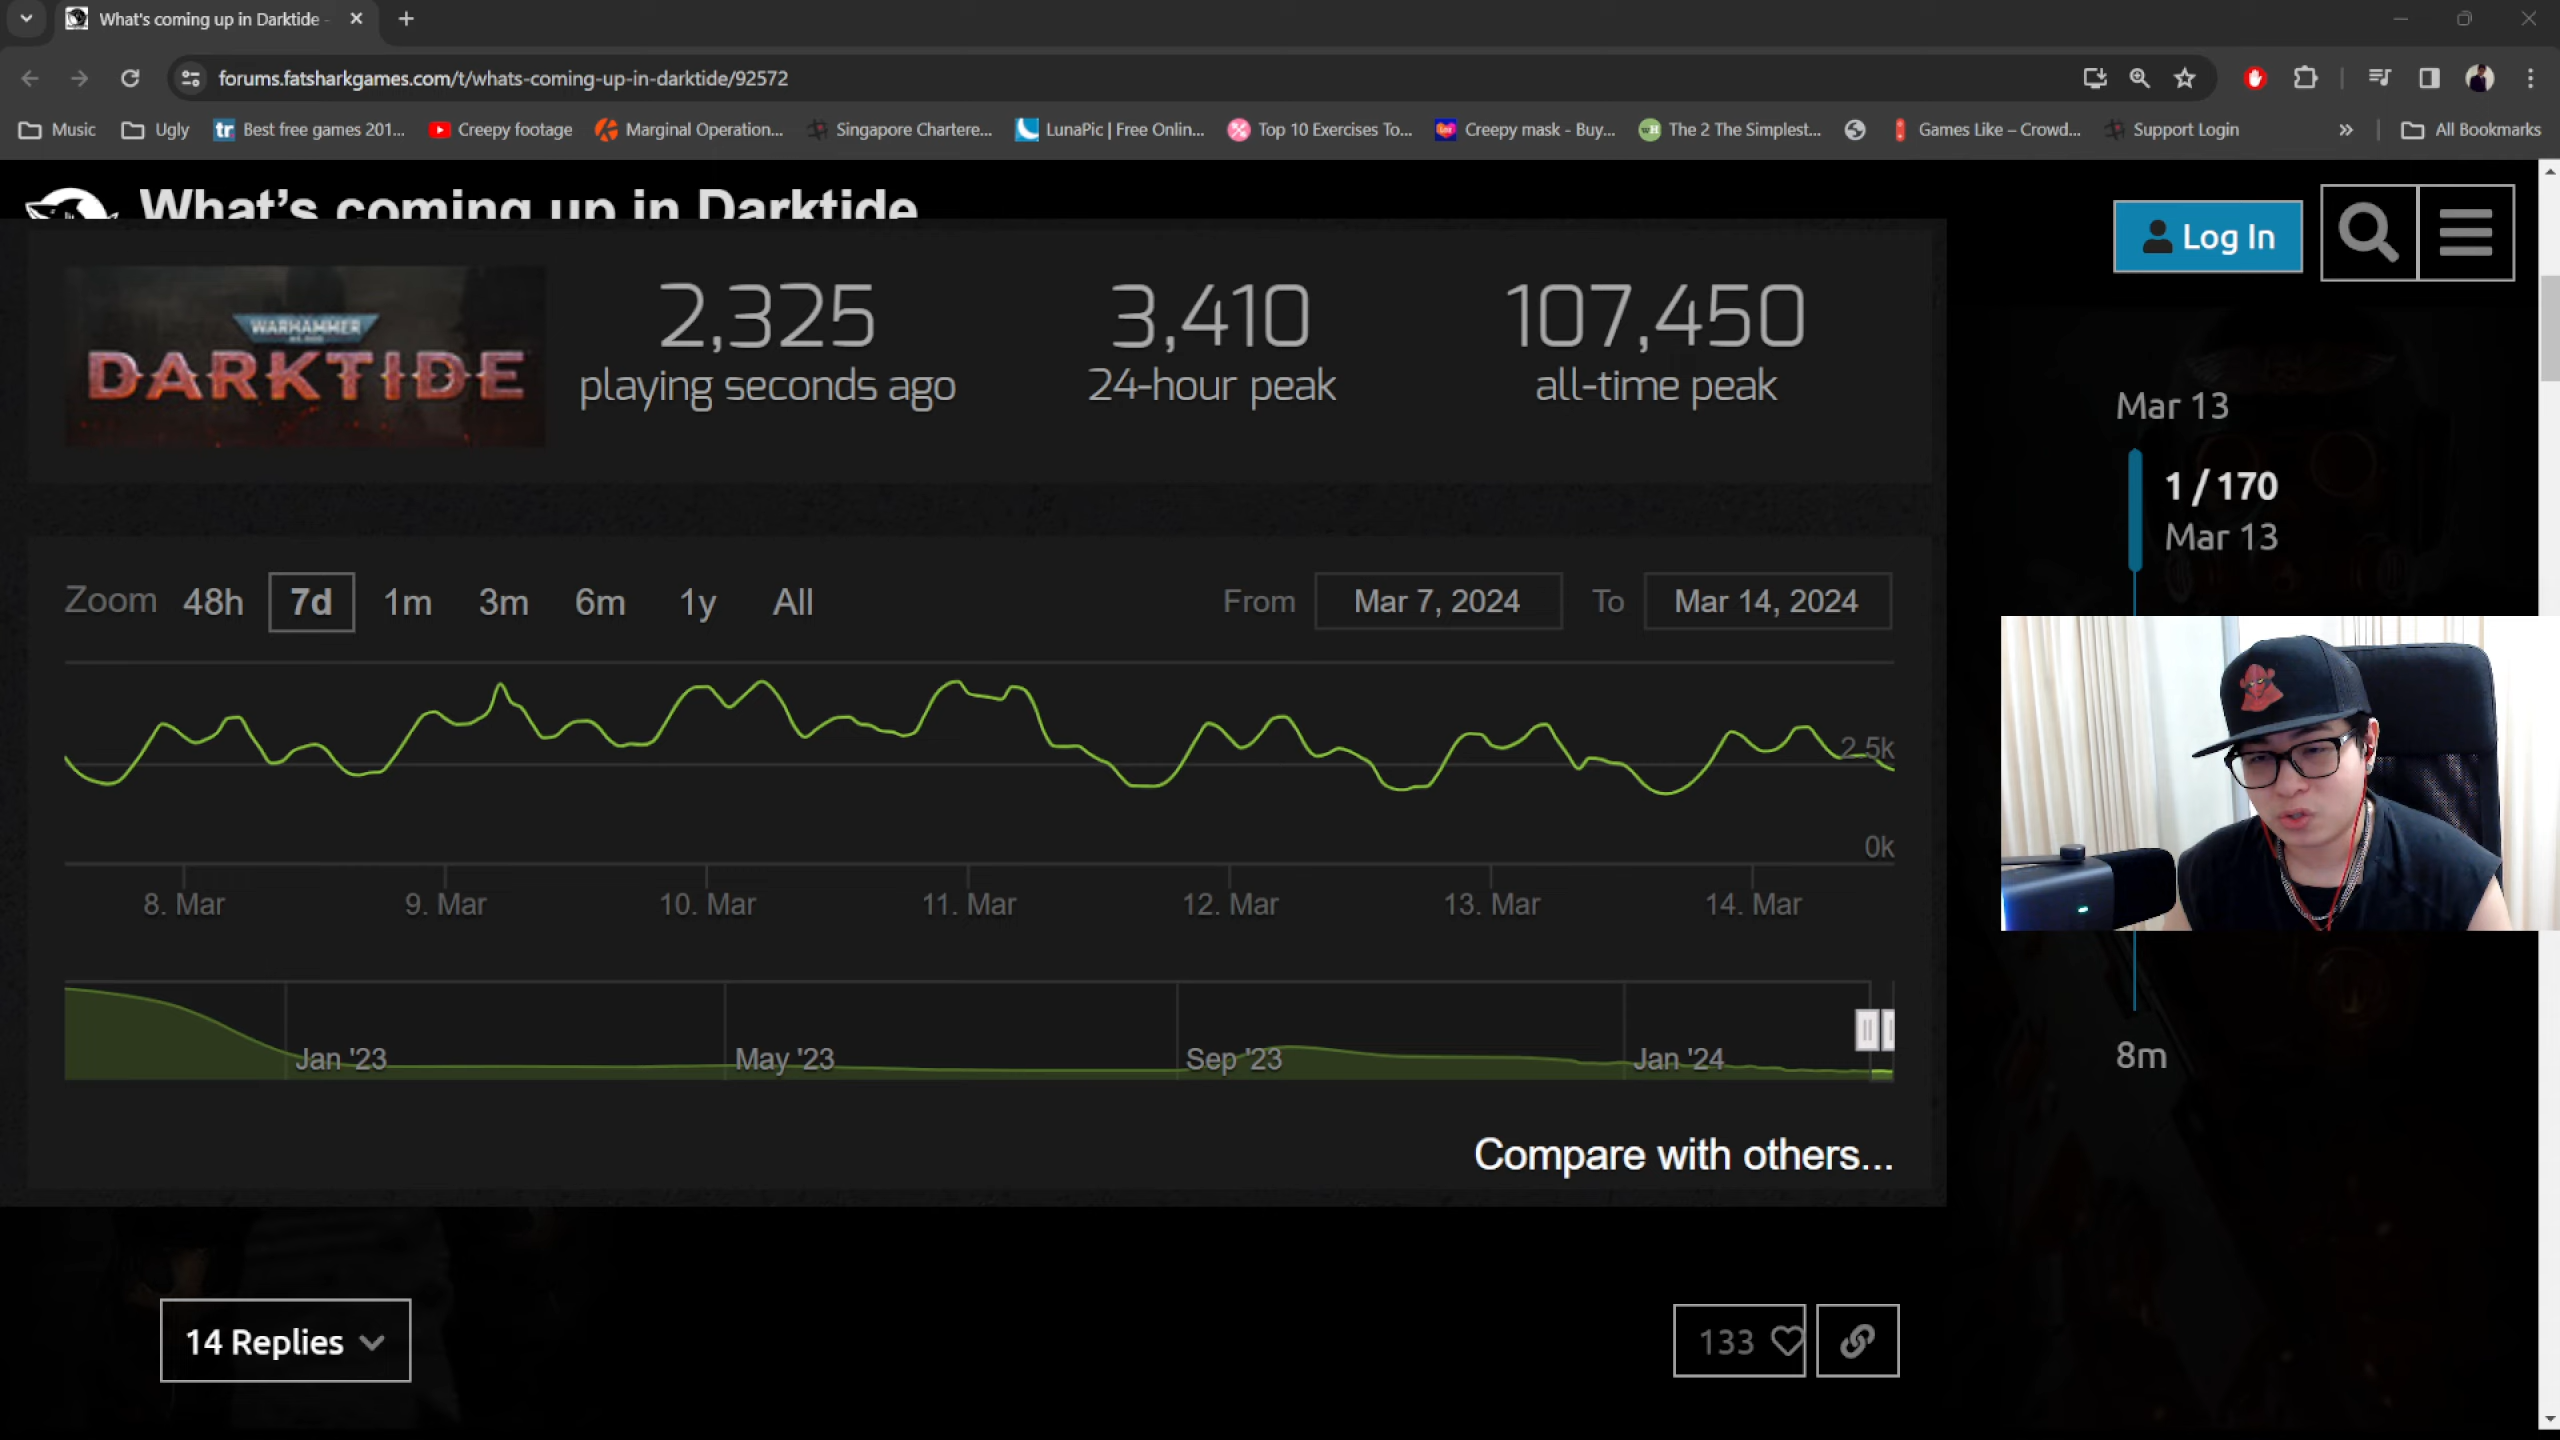 What's coming up in Darktide -
forums.fatsharkgames.com/t/whats-coming-up-in-darktide/92572
Music
Ugly
tr
Best free games 201...
Creepy footage
Marginal Operation...
Singapore Chartere...
LunaPic | Free Onlin...
Top 10 Exercises To...
Creepy mask - Buy...
The 2 The Simplest...
Games Like – Crowd...
Support Login
All Bookmarks
What's coming up in Darktide
Log In
WARHAMMER
DARKTIDE
2,325
playing seconds ago
3,410
24-hour peak
107,450
all-time peak
Mar 13
1 / 170
Mar 13
Zoom 48h 7d 1m 3m 6m 1y All
From Mar 7, 2024 To Mar 14, 2024
2.5k
0k
8. Mar 9. Mar 10. Mar 11. Mar 12. Mar 13. Mar 14. Mar
Jan '23 May '23 Sep '23 Jan '24
8m
Compare with others...
14 Replies
133